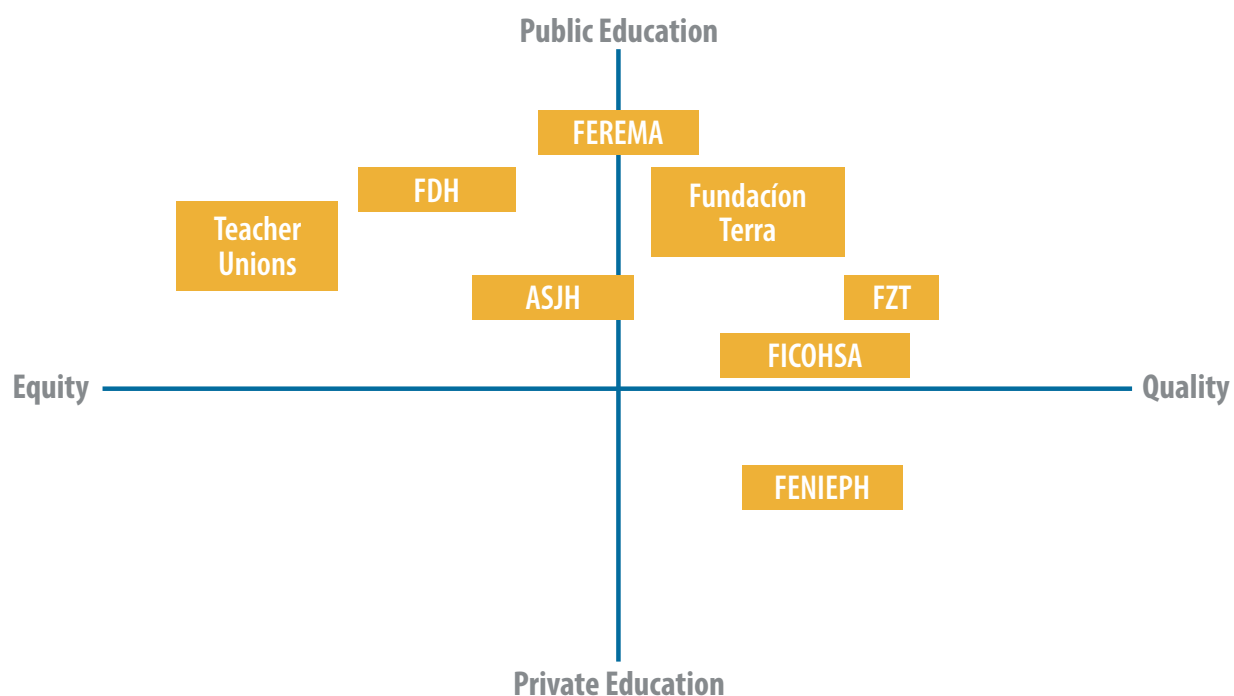 Public Education
FEREMA
FDH
Fundacíon
Terra
Teacher
Unions
ASJH
FZT
FICOHSA
Equity
Quality
FENIEPH
Private Education